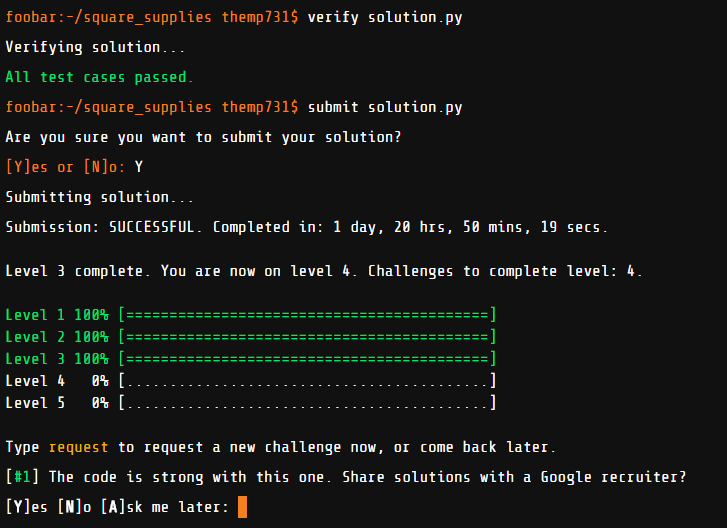 foobar:~/square_supplies themp731$ verify solution.py
Verifying solution...
All test cases passed.
foobar:~/square_supplies themp731$ submit solution.py
Are you sure you want to submit your solution?
[Y]es or [N]o: Y
Submitting solution...
Submission: SUCCESSFUL. Completed in: 1 day, 20 hrs, 50 mins, 19 secs.
Level 3 complete. You are now on level 4. Challenges to complete level: 4.
Level 1 100% [==========================================]
Level 2 100% [==========================================]
Level 3 100% [==========================================]
Level 4   0% [..........................................]
Level 5   0% [..........................................]
Type request to request a new challenge now, or come back later.
[#1] The code is strong with this one. Share solutions with a Google recruiter?
[Y]es [N]o [A]sk me later: